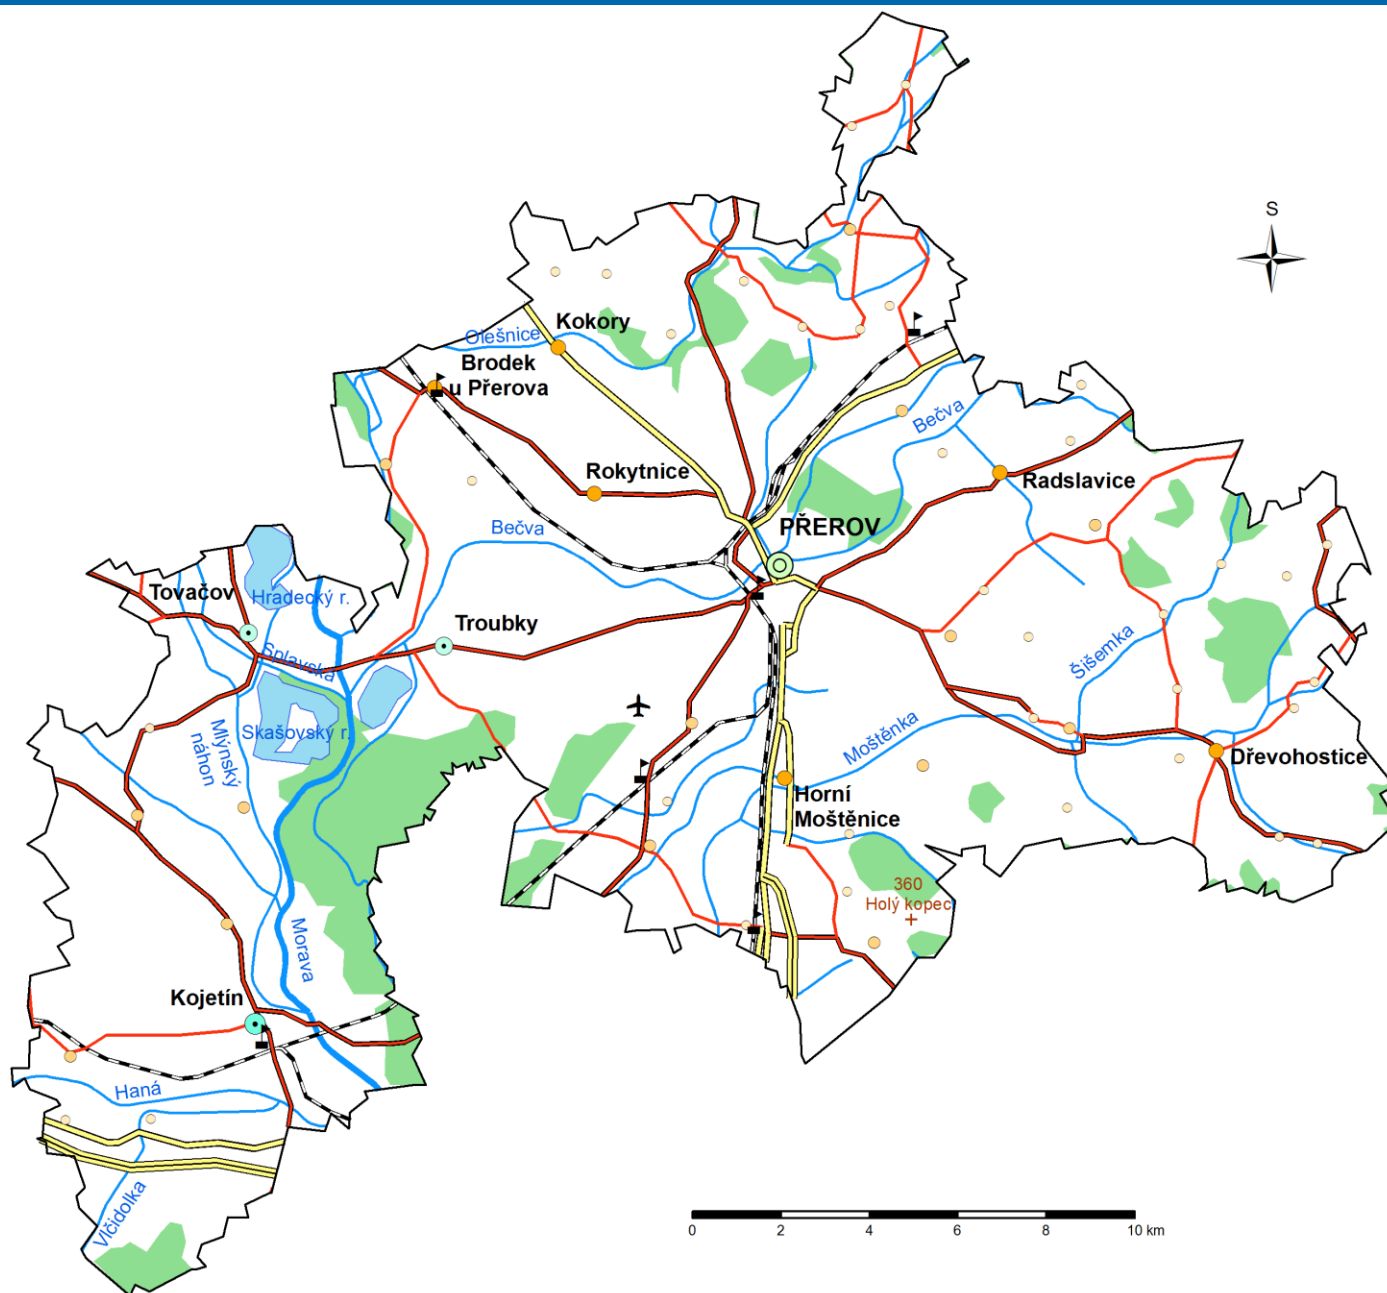 S
Kokory
Olešnice
Brodek
u Přerova
Bečva
Rokytnice
Radslavice
PŘEROV
Bečva
Tovačov
Hradecký r.
Troubky
Splavska
Šišemka
Skašovský r.
Mlýnský
náhon
Moštěnka
Dřevohostice
Horní
Moštěnice
360
Holý kopec
Morava
Kojetín
Haná
Vlčidolka
0 2 4 6 8 10 km